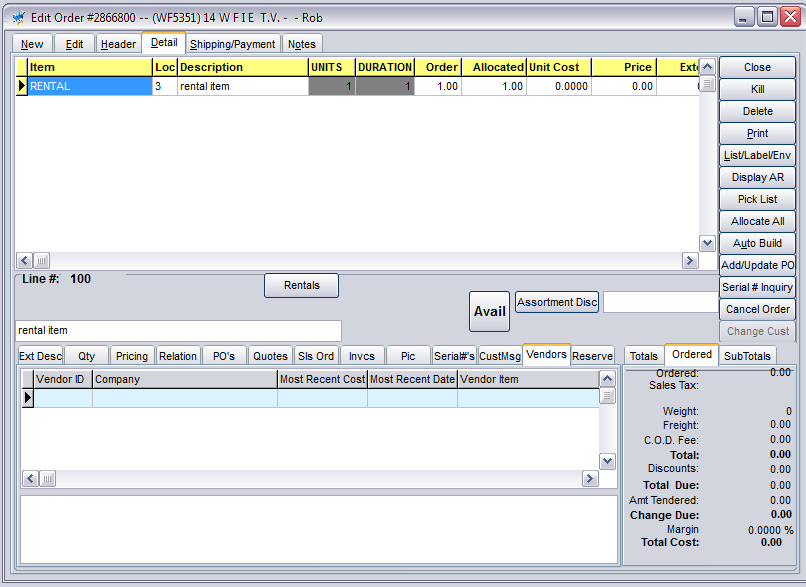 Edit Order #2866800 -- (WF5351) 14 W F I E T.V. - - Rob
New Edit Header Detail Shipping/Payment Notes
Item Loc Description UNITS DURATION Order Allocated Unit Cost Price Exte
RENTAL 3 rental item 1 1 1.00 1.00 0.0000 0.00
Close
Kill
Delete
Print
List/Label/Env
Display AR
Pick List
Allocate All
Auto Build
Add/Update PO
Serial # Inquiry
Cancel Order
Change Cust
Line #: 100
Rentals
Avail
Assortment Disc
rental item
Ext Desc Qty Pricing Relation PO's Quotes Sls Ord Invcs Pic Serial#'s CustMsg Vendors Reserve
Vendor ID Company Most Recent Cost Most Recent Date Vendor Item
Totals Ordered SubTotals
Ordered: 0.00
Sales Tax:
Weight: 0
Freight: 0.00
C.O.D. Fee: 0.00
Total: 0.00
Discounts: 0.00
Total Due: 0.00
Amt Tendered: 0.00
Change Due: 0.00
Margin 0.0000 %
Total Cost: 0.00